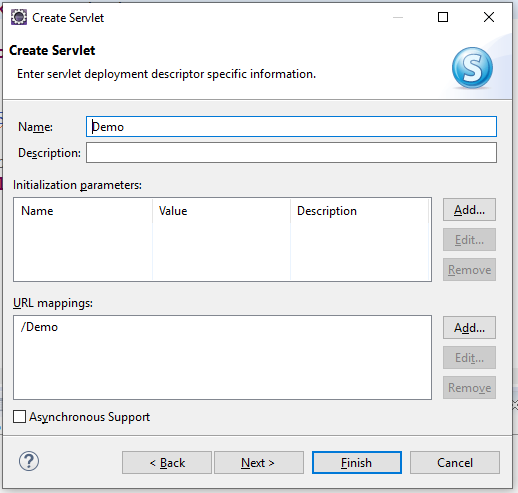 Create Servlet
Create Servlet
Enter servlet deployment descriptor specific information.
S
Name: Demo
Description:
Initialization parameters:
Name Value Description
Add...
Edit...
Remove
URL mappings:
/Demo
Add...
Edit...
Remove
Asynchronous Support
? < Back Next > Finish Cancel